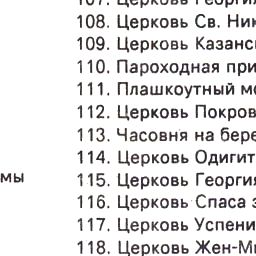 107. Церковь Георгия
108. Церковь Св. Ник
109. Церковь Казанс
110. Пароходная при
111. Плашкоутный мо
112. Церковь Покров
113. Часовня на бере
114. Церковь Одигит
мы
115. Церковь Георгия
116. Церковь Спаса з
117. Церковь Успени
118. Церковь Жен-Ми